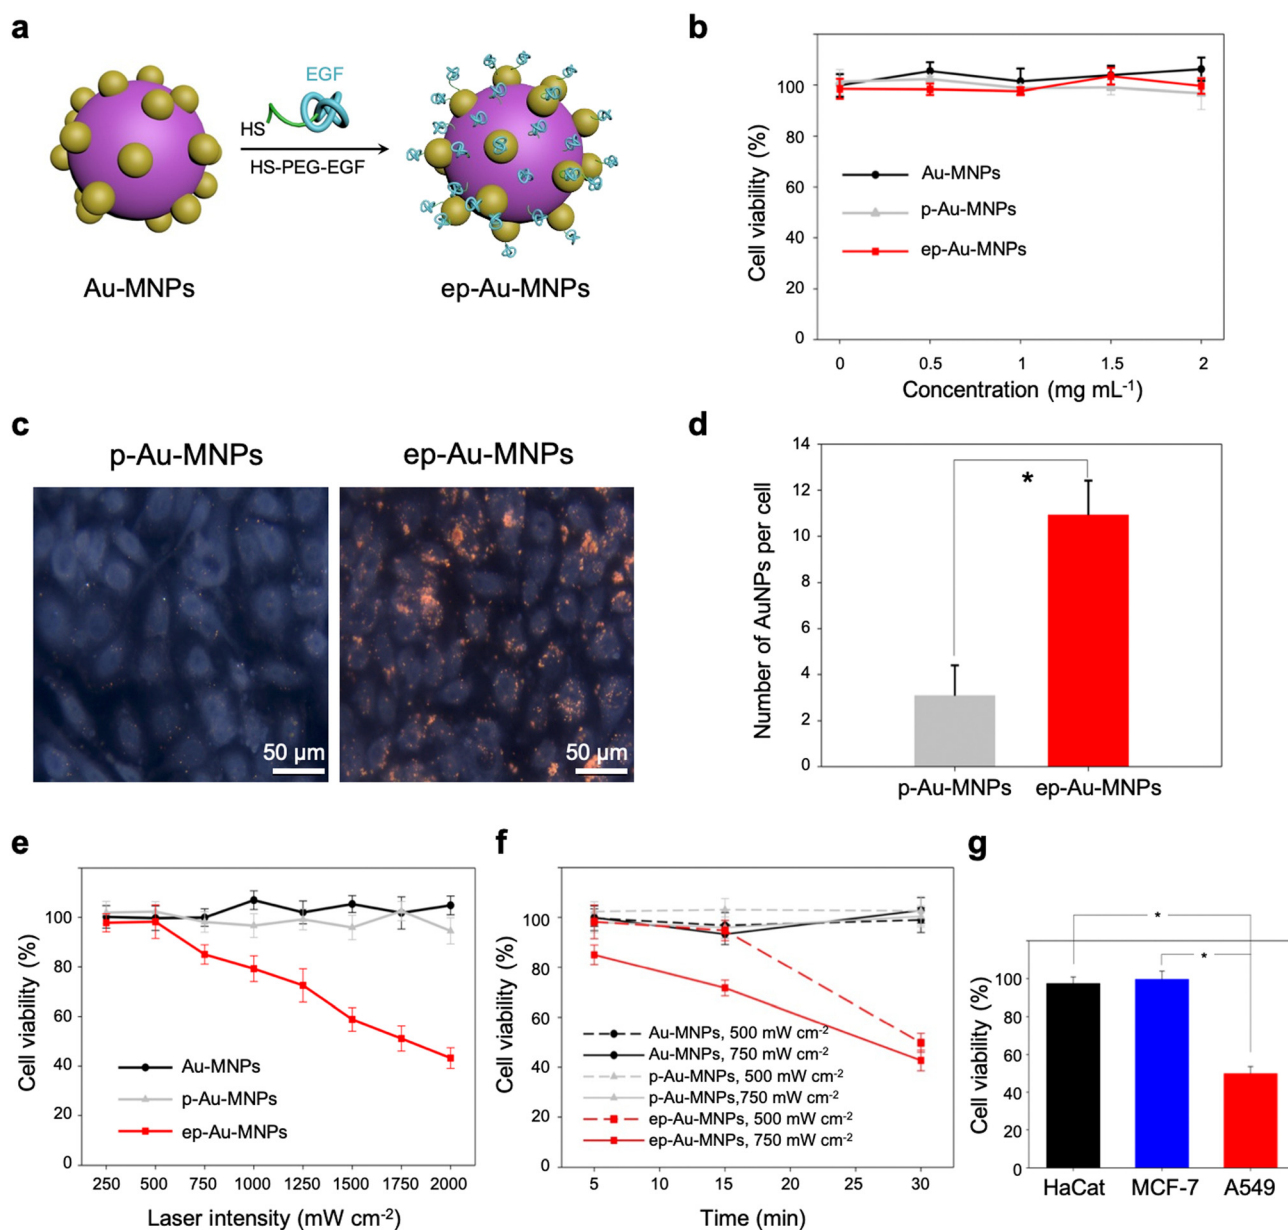 a
EGF
HS
HS-PEG-EGF
Au-MNPs
ep-Au-MNPs
b
Cell viability (%)
100
80
60
40
20
0
Au-MNPs
p-Au-MNPs
ep-Au-MNPs
0 0.5 1 1.5 2
Concentration (mg mL-1)
c
p-Au-MNPs
ep-Au-MNPs
50 µm
50 µm
d
Number of AuNPs per cell
14
12
10
8
6
4
2
0
*
p-Au-MNPs ep-Au-MNPs
e
Cell viability (%)
100
80
60
40
20
0
Au-MNPs
p-Au-MNPs
ep-Au-MNPs
250 500 750 1000 1250 1500 1750 2000
Laser intensity (mW cm-2)
f
Cell viability (%)
100
80
60
40
20
0
Au-MNPs, 500 mW cm-2
Au-MNPs, 750 mW cm-2
p-Au-MNPs, 500 mW cm-2
p-Au-MNPs,750 mW cm-2
ep-Au-MNPs, 500 mW cm-2
ep-Au-MNPs, 750 mW cm-2
5 10 15 20 25 30
Time (min)
g
Cell viability (%)
100
80
60
40
20
0
*
*
HaCat MCF-7 A549